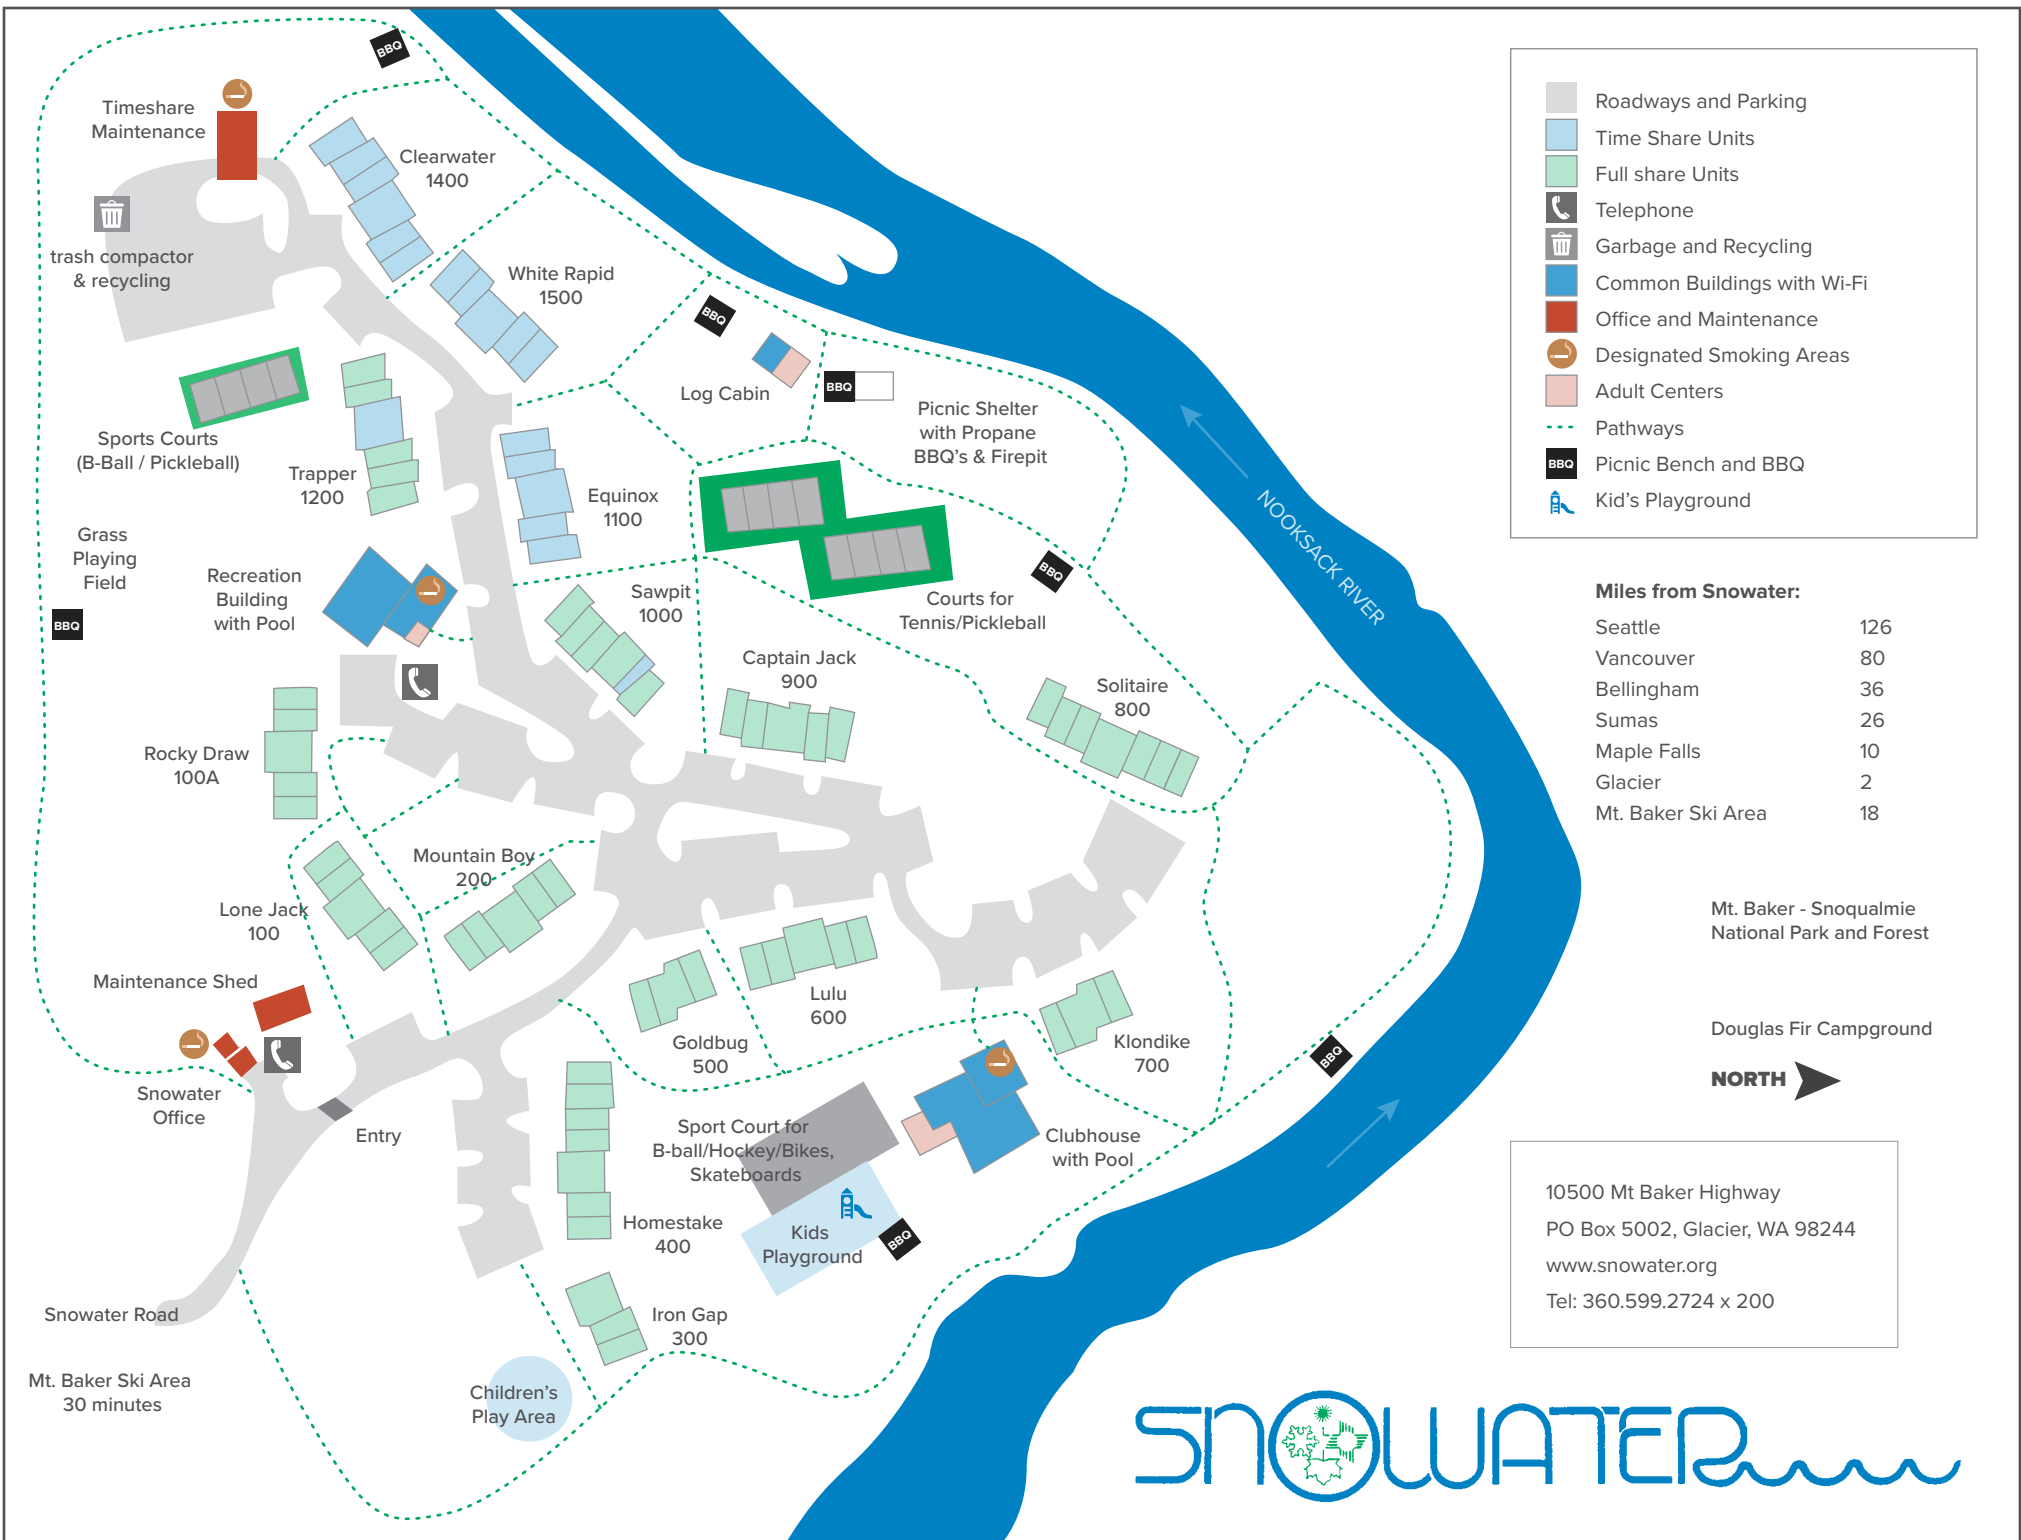 BBQ
Timeshare
Maintenance
Clearwater
1400
trash compactor
& recycling
White Rapid
1500
BBQ
Log Cabin
BBQ
Picnic Shelter
with Propane
BBQ's & Firepit
Sports Courts
(B-Ball / Pickleball)
Trapper
1200
Equinox
1100
NOOKSACK RIVER
Grass
Playing
Field
BBQ
Recreation
Building
with Pool
Sawpit
1000
Courts for
Tennis/Pickleball
BBQ
Captain Jack
900
Solitaire
800
Rocky Draw
100A
Mountain Boy
200
Lone Jack
100
Maintenance Shed
Lulu
600
Goldbug
500
Klondike
700
BBQ
Snowater
Office
Entry
Sport Court for
B-ball/Hockey/Bikes,
Skateboards
Clubhouse
with Pool
Homestake
400
Kids
Playground
BBQ
Snowater Road
Iron Gap
300
Mt. Baker Ski Area
30 minutes
Children's
Play Area
Roadways and Parking
Time Share Units
Full share Units
Telephone
Garbage and Recycling
Common Buildings with Wi-Fi
Office and Maintenance
Designated Smoking Areas
Adult Centers
Pathways
BBQ Picnic Bench and BBQ
Kid's Playground
Miles from Snowater:
Seattle 126
Vancouver 80
Bellingham 36
Sumas 26
Maple Falls 10
Glacier 2
Mt. Baker Ski Area 18
Mt. Baker - Snoqualmie
National Park and Forest
Douglas Fir Campground
NORTH
10500 Mt Baker Highway
PO Box 5002, Glacier, WA 98244
www.snowater.org
Tel: 360.599.2724 x 200
SNOWATER